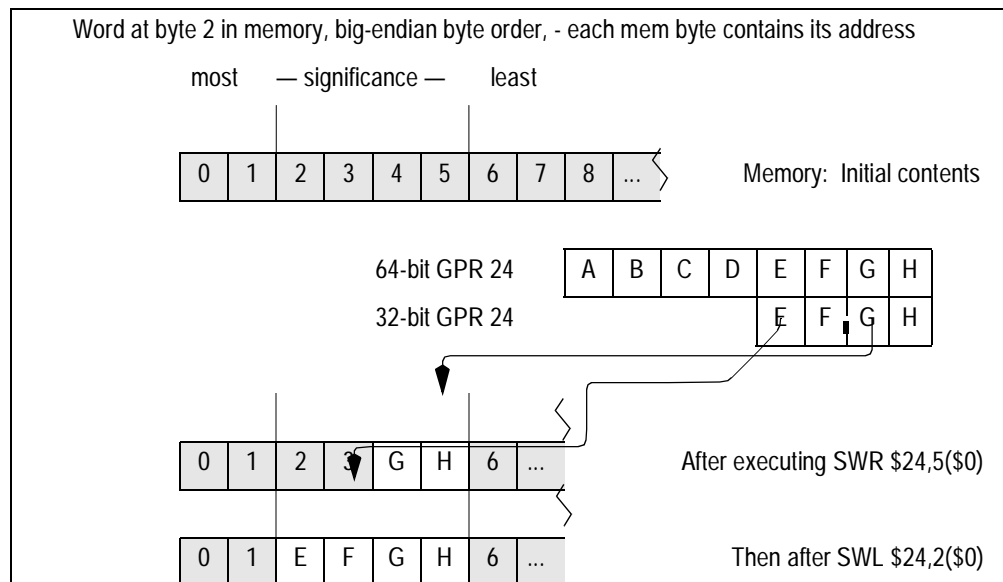 Word at byte 2 in memory, big-endian byte order, - each mem byte contains its address
most — significance — least
0 1 2 3 4 5 6 7 8 ... Memory: Initial contents
64-bit GPR 24 A B C D E F G H
32-bit GPR 24 E F G H
0 1 2 3 G H 6 ... After executing SWR $24,5($0)
0 1 E F G H 6 ... Then after SWL $24,2($0)